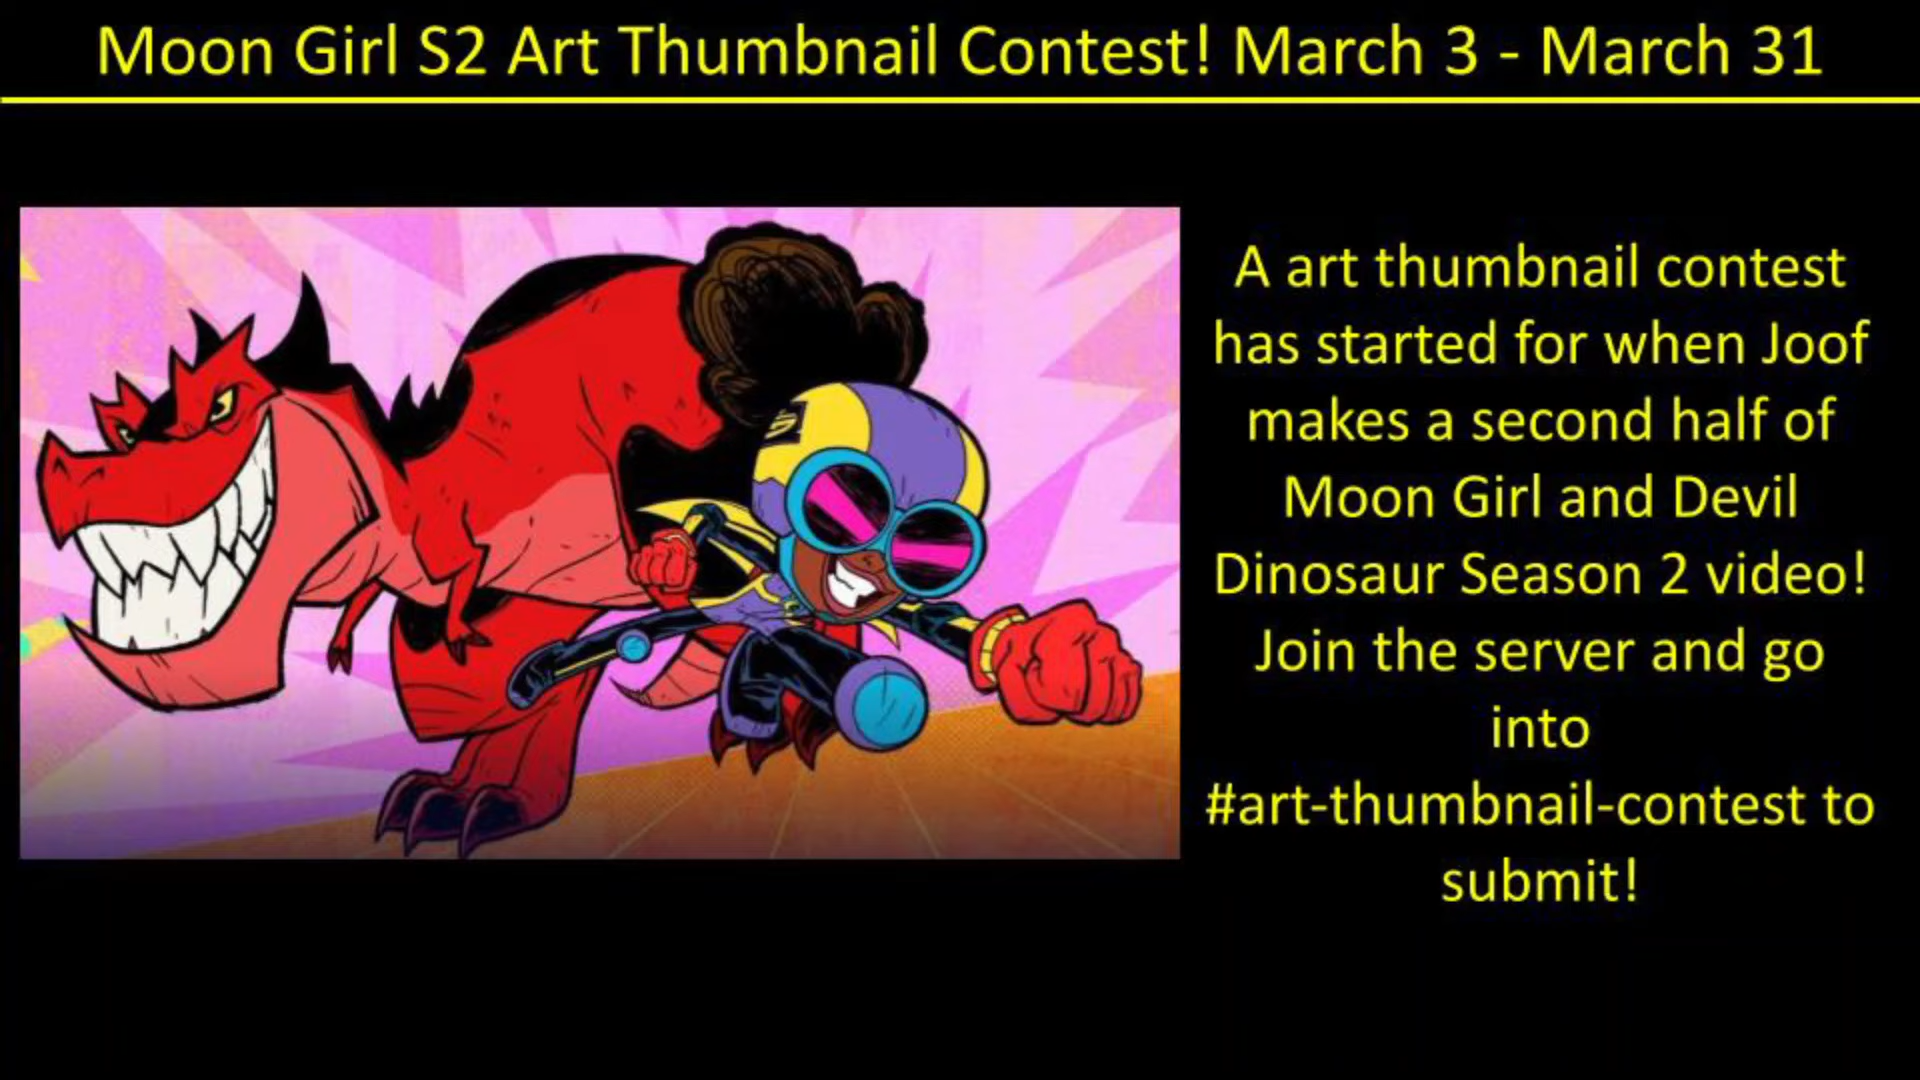 Moon Girl S2 Art Thumbnail Contest! March 3 - March 31
A art thumbnail contest
has started for when Joof
makes a second half of
Moon Girl and Devil
Dinosaur Season 2 video!
Join the server and go
into
#art-thumbnail-contest to
submit!